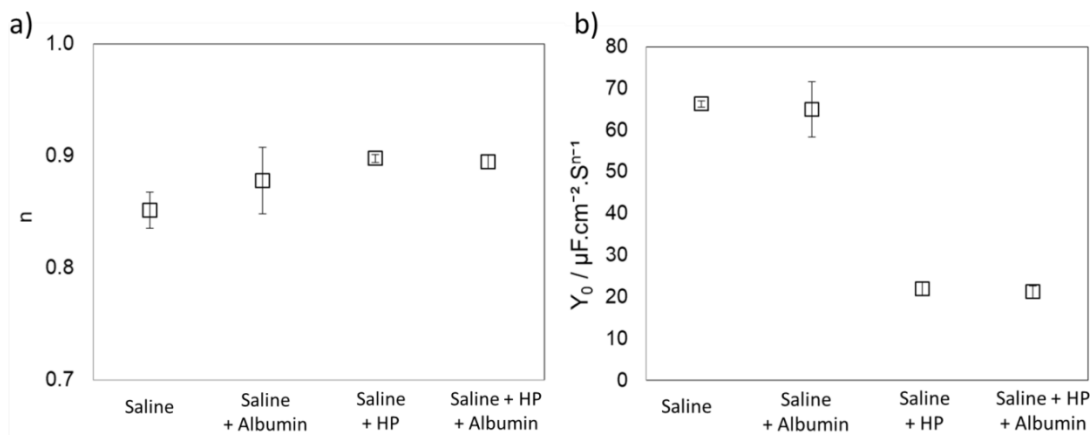 a)
1.0
0.9
0.8
0.7
n
Saline
Saline
+ Albumin
Saline
+ HP
Saline + HP
+ Albumin
b)
80
70
60
50
40
30
20
10
0
Y₀ / µF.cm⁻².Sⁿ⁻¹
Saline
Saline
+ Albumin
Saline
+ HP
Saline + HP
+ Albumin